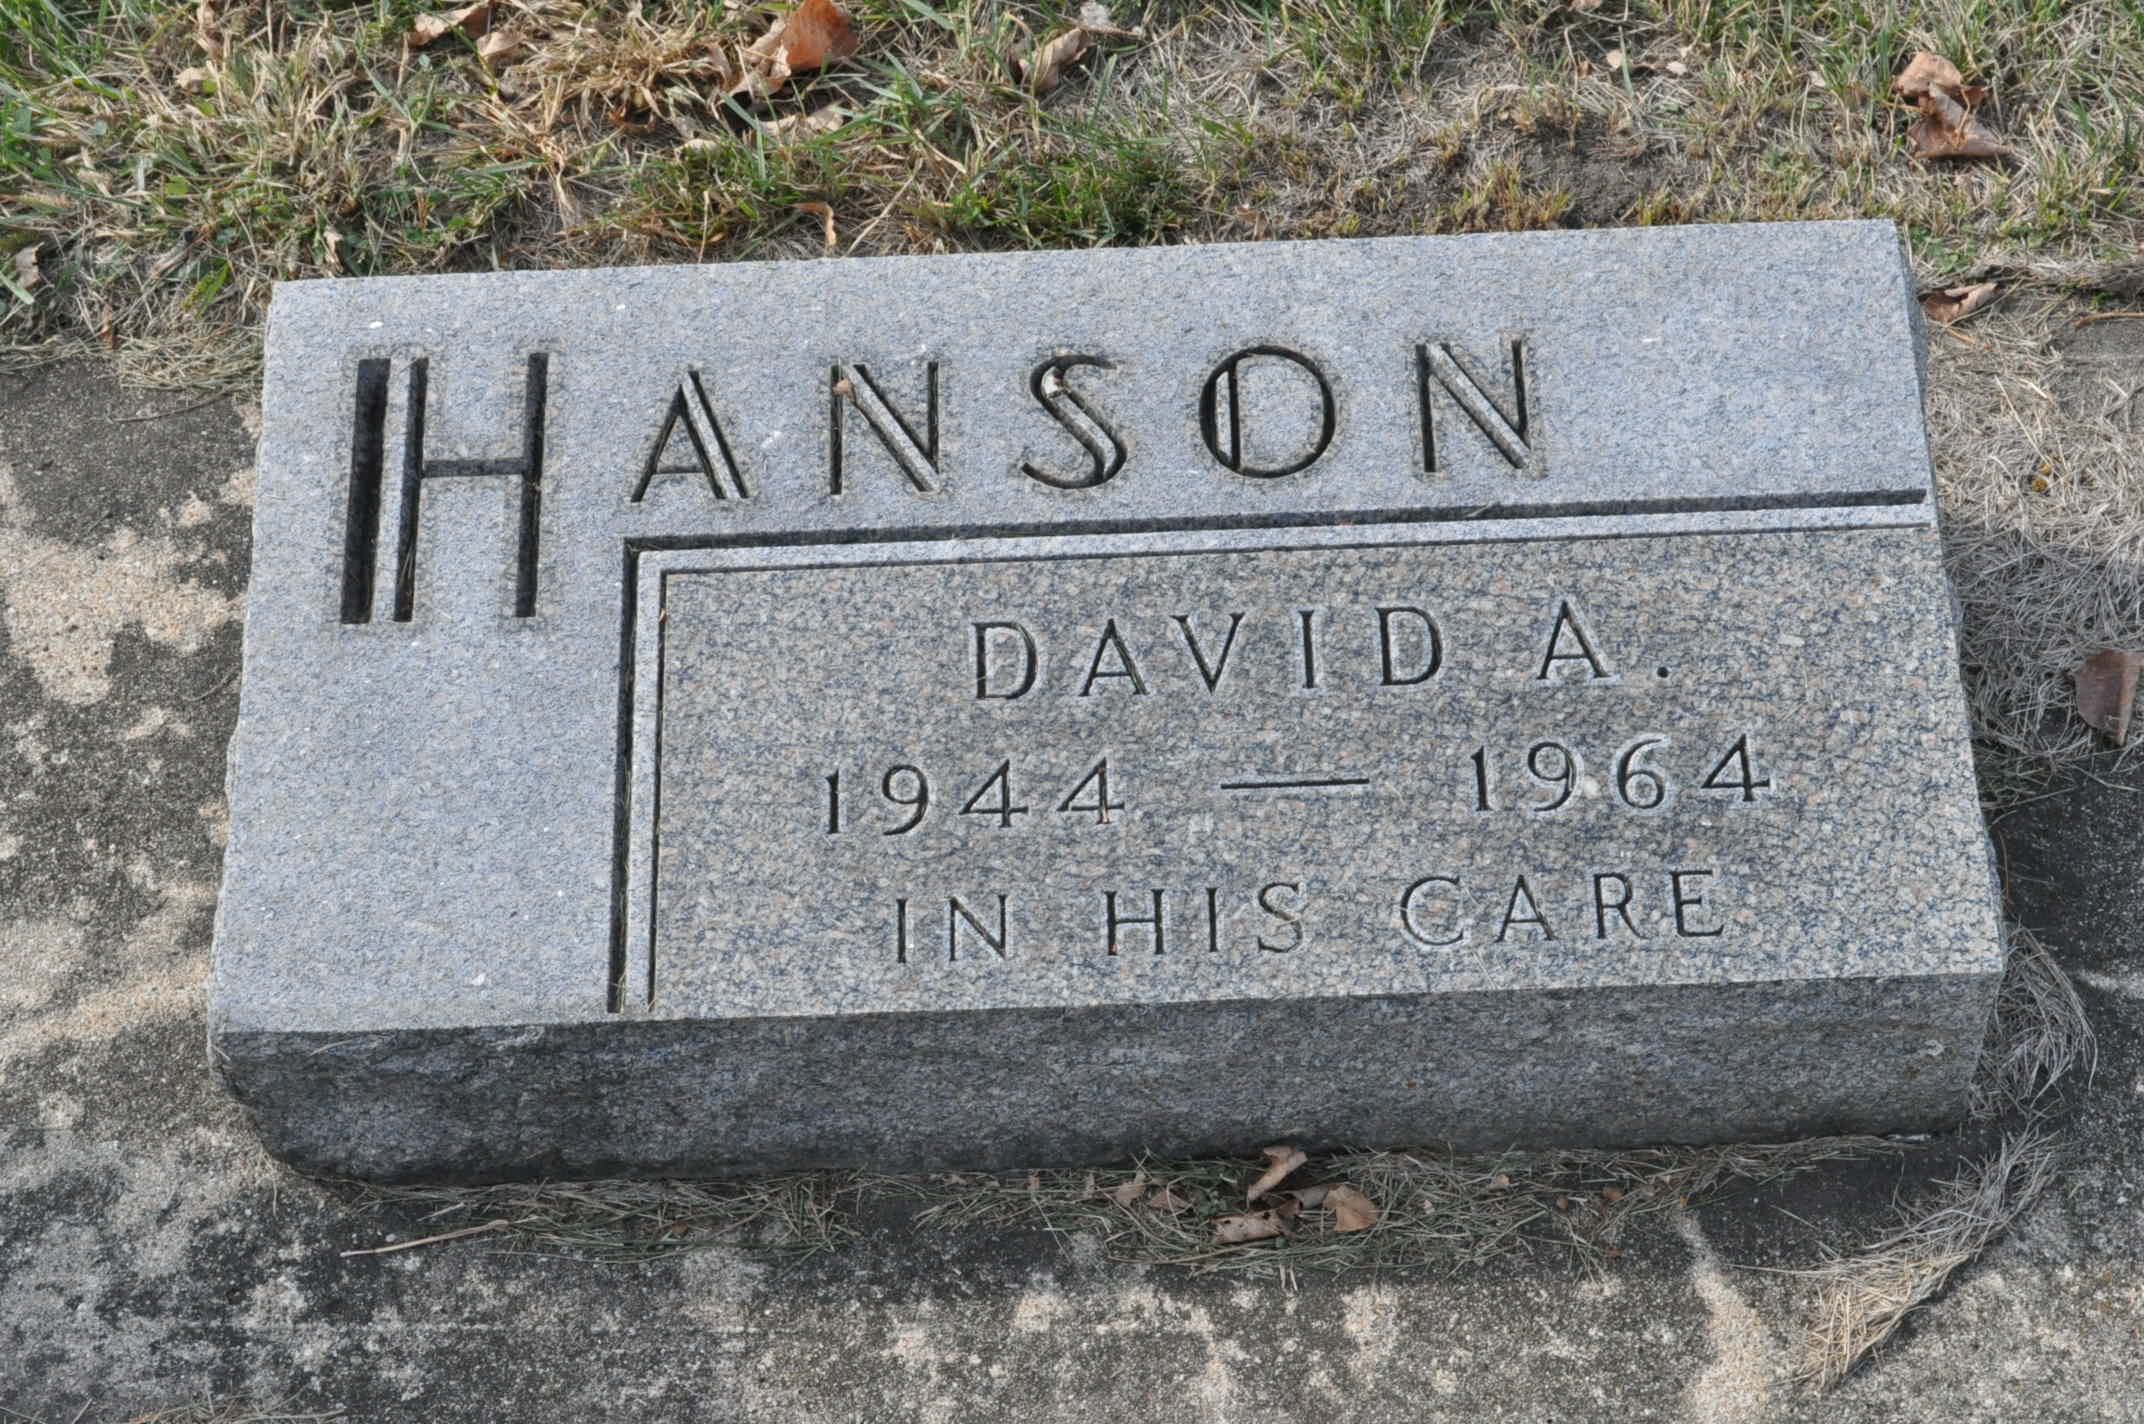 HANSON
DAVID A.
1944 — 1964
IN HIS CARE